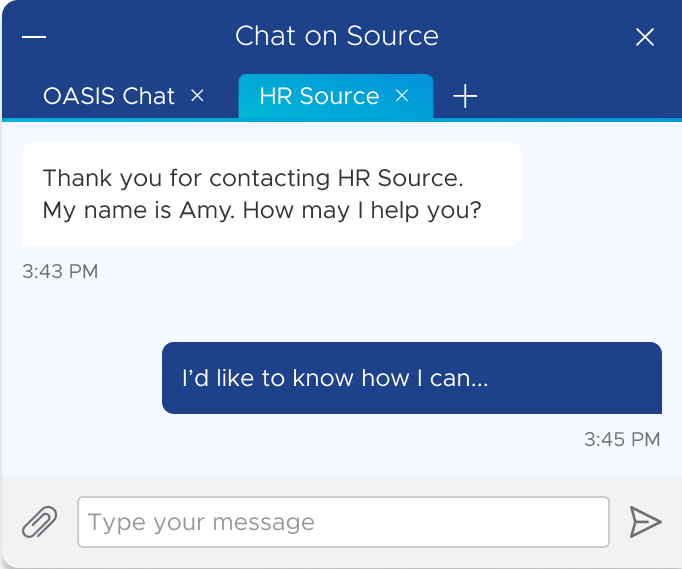 Chat on Source
OASIS Chat
HR Source
Thank you for contacting HR Source.
My name is Amy. How may I help you?
3:43 PM
I’d like to know how I can...
3:45 PM
Type your message